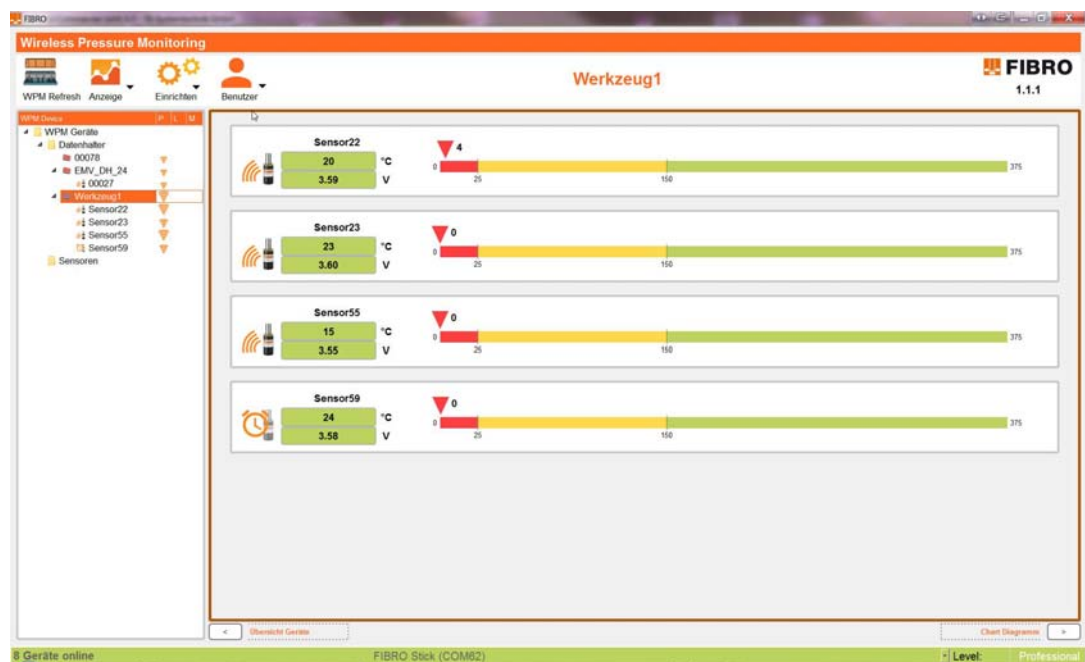 FIBRO
Wireless Pressure Monitoring
WPM Refresh
Anzeige
Einrichten
Benutzer
Werkzeug1
FIBRO
1.1.1
WPM Device P L M
WPM Geräte
Datenhalter
00078
EMV_DH_24
00027
Werkzeug1
Sensor22
Sensor23
Sensor55
Sensor59
Sensoren
Sensor22
20 °C
3.59 V
4
0 25 150 375
Sensor23
23 °C
3.60 V
0
0 25 150 375
Sensor55
15 °C
3.55 V
0
0 25 150 375
Sensor59
24 °C
3.58 V
0
0 25 150 375
< Übersicht Geräte
Chart Diagramm >
8 Geräte online
FIBRO Stick (COM62)
Level: Professional